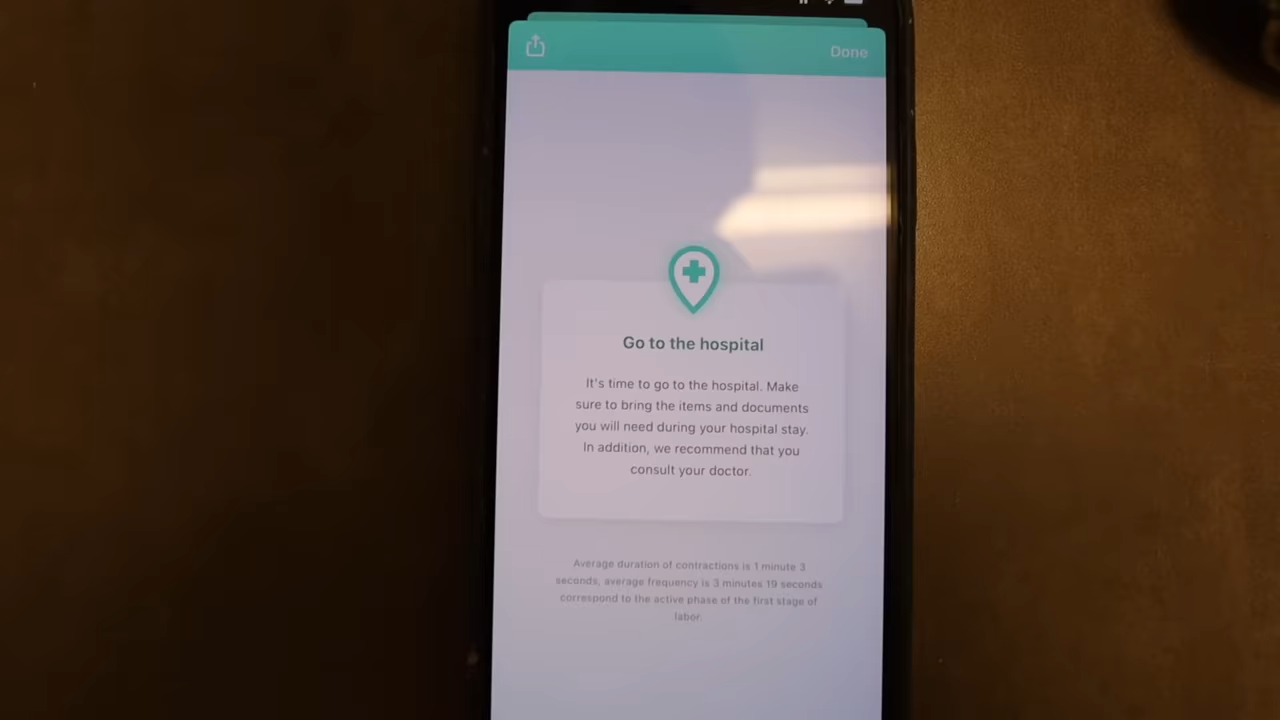 Done
Go to the hospital
It's time to go to the hospital. Make
sure to bring the items and documents
you will need during your hospital stay.
In addition, we recommend that you
consult your doctor.
Average duration of contractions is 1 minute 3
seconds, average frequency is 3 minutes 19 seconds
correspond to the active phase of the first stage of
labor.